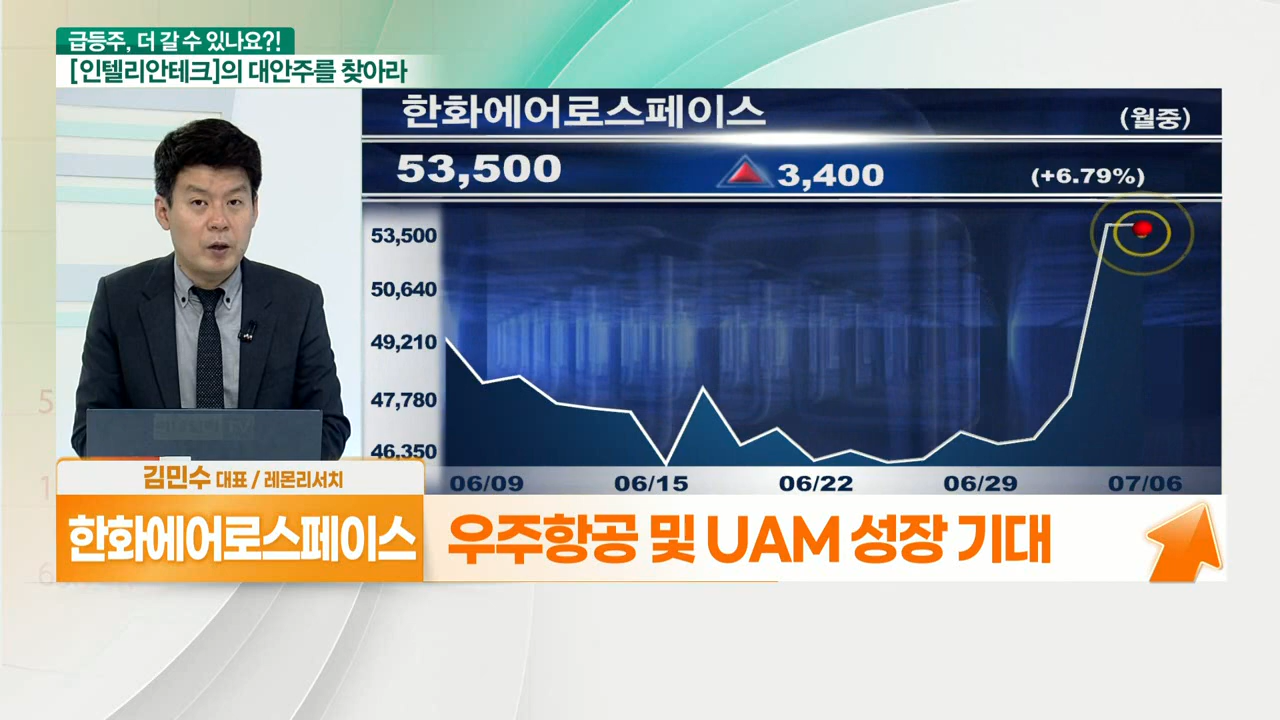 급등주, 더 갈 수 있나요?!
[인텔리안테크]의 대안주를 찾아라
한화에어로스페이스 (월중)
53,500 3,400 (+6.79%)
53,500
50,640
49,210
47,780
46,350
06/09 06/15 06/22 06/29 07/06
김민수 대표 / 레몬리서치
한화에어로스페이스 우주항공 및 UAM 성장 기대